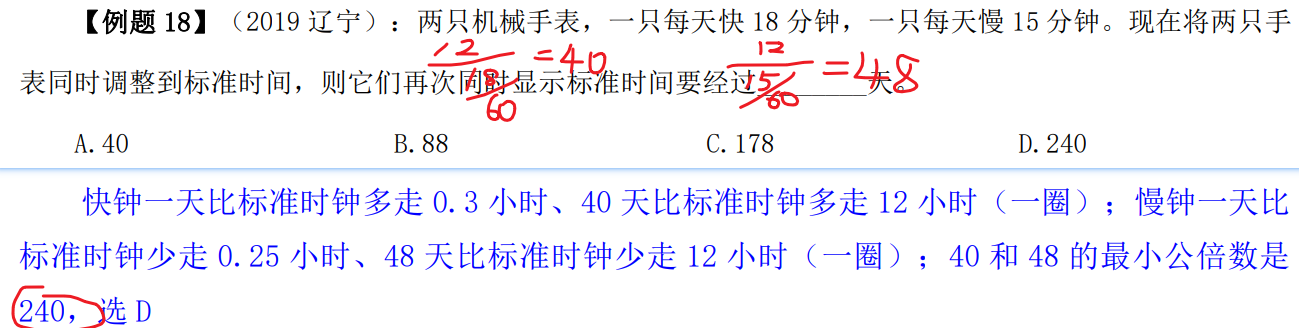 【例题 18】（2019 辽宁）：两只机械手表，一只每天快 18 分钟，一只每天慢 15 分钟。现在将两只手
12
18/60
=40
12
15/60
=48
表同时调整到标准时间，则它们再次同时显示标准时间要经过________天。
A.40 B.88 C.178 D.240
快钟一天比标准时钟多走 0.3 小时、40 天比标准时钟多走 12 小时（一圈）；慢钟一天比
标准时钟少走 0.25 小时、48 天比标准时钟少走 12 小时（一圈）；40 和 48 的最小公倍数是
240，选 D